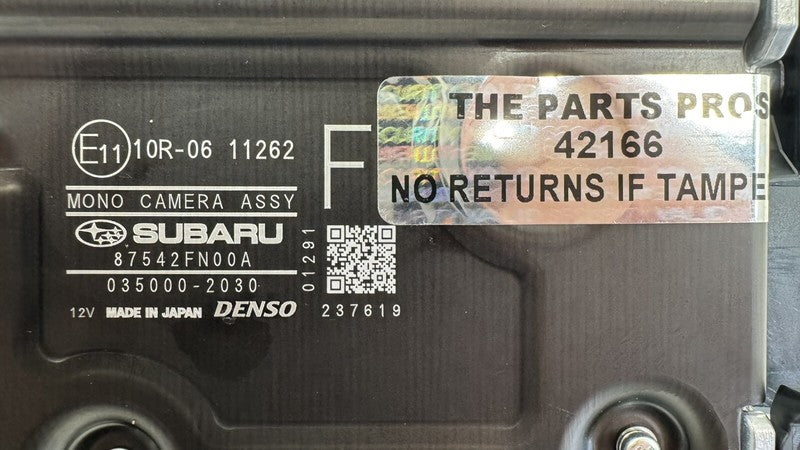 E11 10R-06 11262
F
MONO CAMERA ASSY
SUBARU
87542FN00A
035000-2030
12V MADE IN JAPAN DENSO
01291
237619
THE PARTS PROS
42166
NO RETURNS IF TAMPE